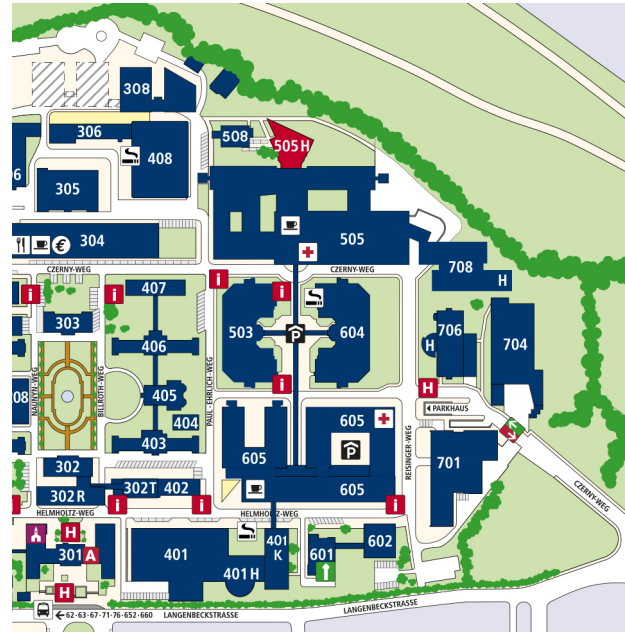 308
306
408
508
505 H
06
305
304
€
505
CZERNY-WEG
CZERNY-WEG
708
H
i
407
i
i
303
503
P
604
706
H
704
406
NAUNYN-WEG
BILLROTH-WEG
PAUL-EHRLICH-WEG
405
i
H
08
404
605
PARKHAUS
403
605
P
REISINGER-WEG
701
302
302 R
302T
402
605
CZERNY-WEG
i
i
i
i
HELMHOLTZ-WEG
HELMHOLTZ-WEG
H
301
A
401
401
K
601
602
401 H
H
62-63-67-71-76-652-660
LANGENBECKSTRASSE
LANGENBECKSTRASSE